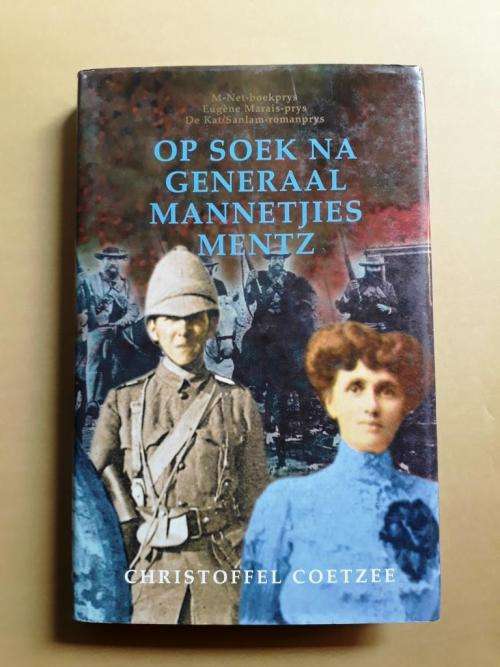 M-Net-boekprys
Eugène Marais-prys
De Kat/Sanlam-romanprys
OP SOEK NA
GENERAAL
MANNETJIES
MENTZ
CHRISTOFFEL COETZEE